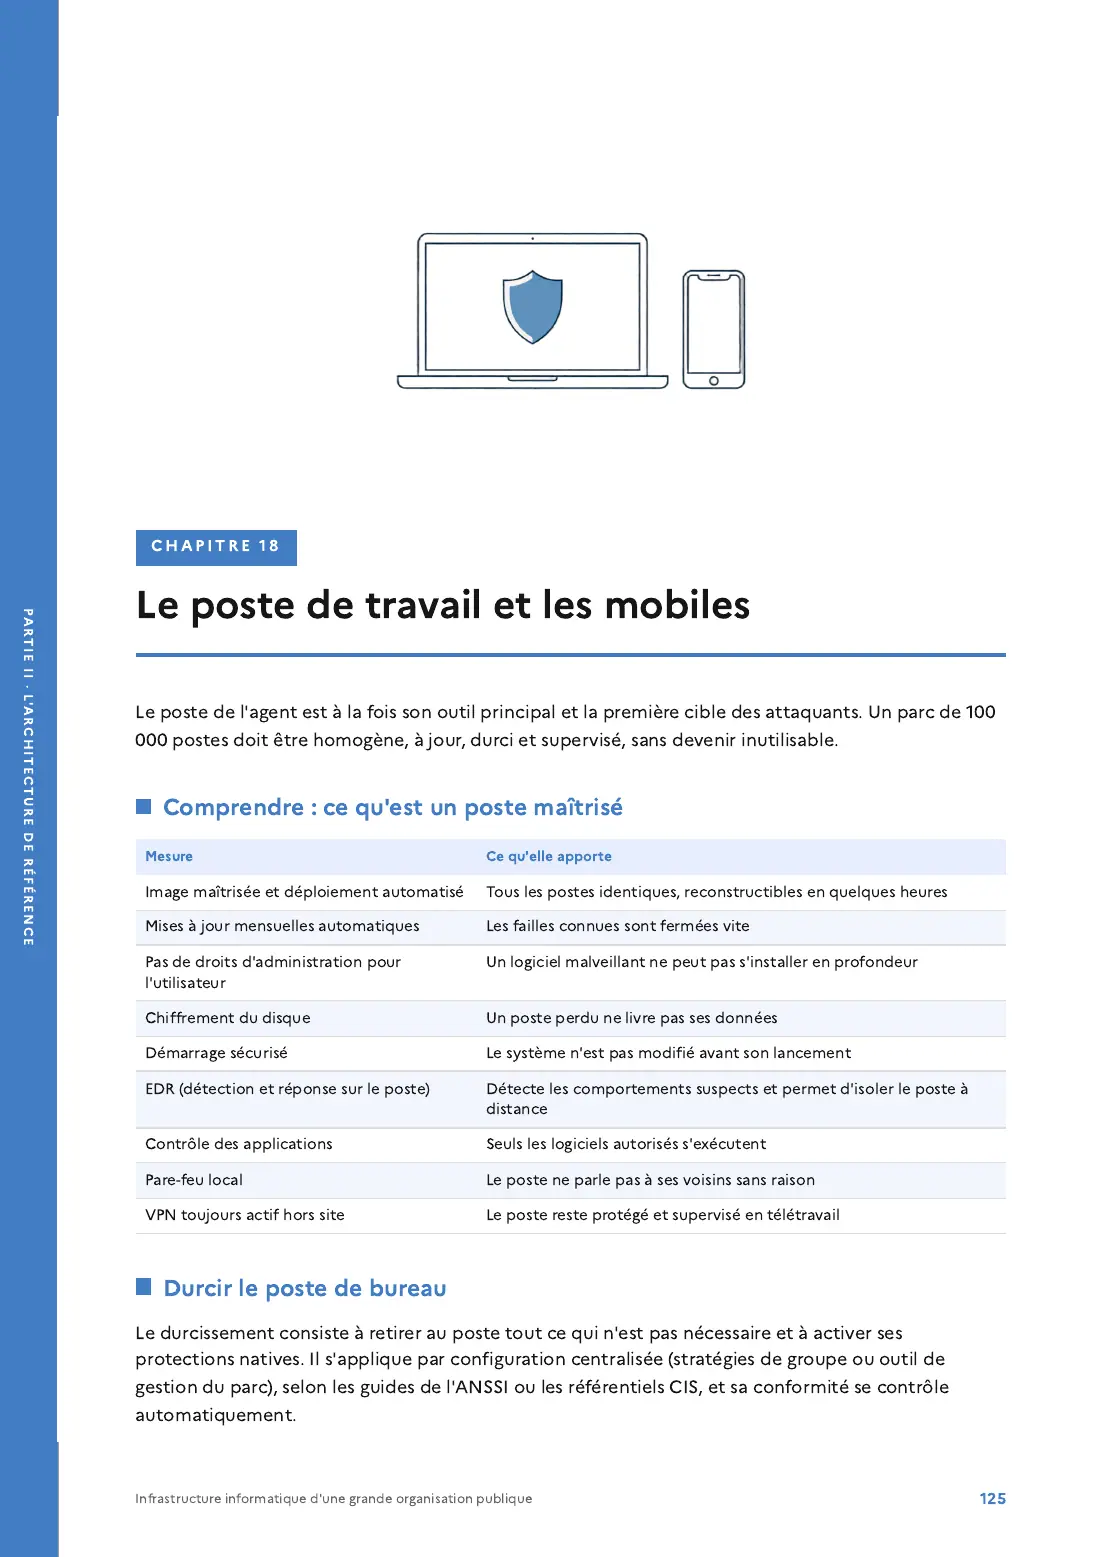 PARTIE II · L'ARCHITECTURE DE RÉFÉRENCE
CHAPITRE 18
Le poste de travail et les mobiles
Le poste de l'agent est à la fois son outil principal et la première cible des attaquants. Un parc de 100
000 postes doit être homogène, à jour, durci et supervisé, sans devenir inutilisable.
Comprendre : ce qu'est un poste maîtrisé
Mesure Ce qu'elle apporte
Image maîtrisée et déploiement automatisé Tous les postes identiques, reconstructibles en quelques heures
Mises à jour mensuelles automatiques Les failles connues sont fermées vite
Pas de droits d'administration pour Un logiciel malveillant ne peut pas s'installer en profondeur
l'utilisateur
Chiffrement du disque Un poste perdu ne livre pas ses données
Démarrage sécurisé Le système n'est pas modifié avant son lancement
EDR (détection et réponse sur le poste) Détecte les comportements suspects et permet d'isoler le poste à
distance
Contrôle des applications Seuls les logiciels autorisés s'exécutent
Pare-feu local Le poste ne parle pas à ses voisins sans raison
VPN toujours actif hors site Le poste reste protégé et supervisé en télétravail
Durcir le poste de bureau
Le durcissement consiste à retirer au poste tout ce qui n'est pas nécessaire et à activer ses
protections natives. Il s'applique par configuration centralisée (stratégies de groupe ou outil de
gestion du parc), selon les guides de l'ANSSI ou les référentiels CIS, et sa conformité se contrôle
automatiquement.
Infrastructure informatique d'une grande organisation publique 125